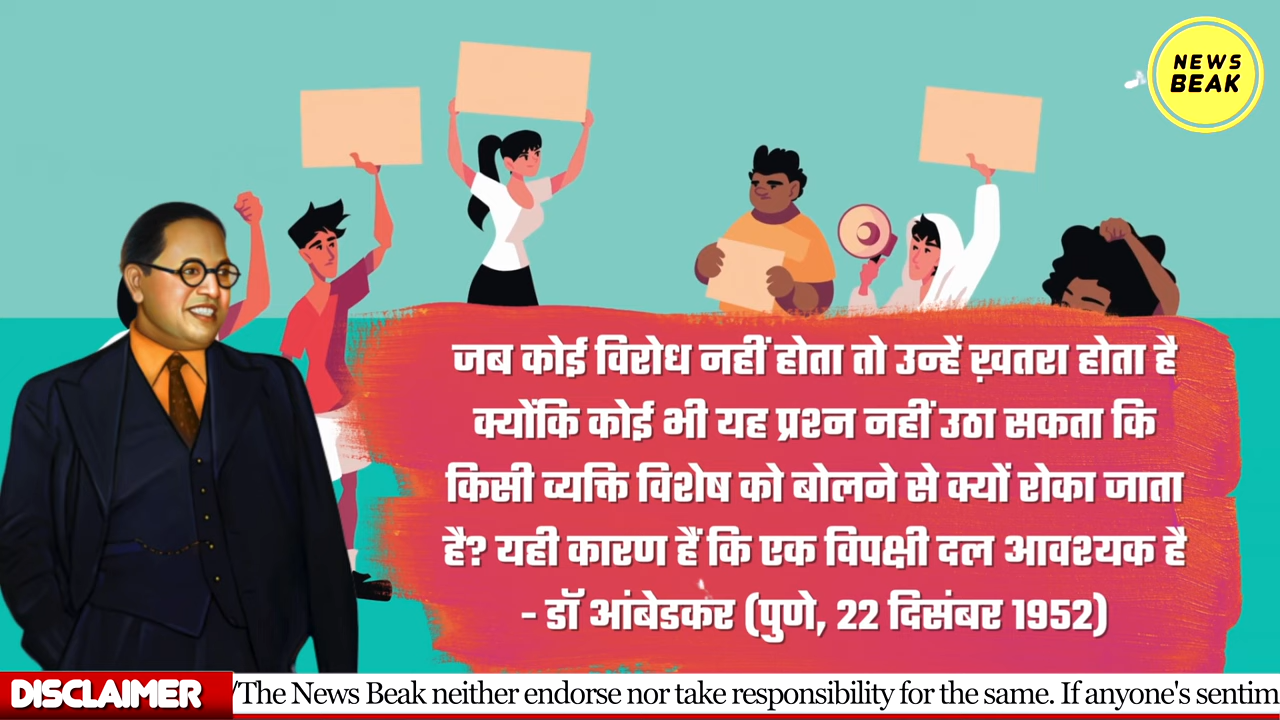 NEWS
BEAK
जब कोई विरोध नहीं होता तो उन्हें ख़तरा होता है
क्योंकि कोई भी यह प्रश्न नहीं उठा सकता कि
किसी व्यक्ति विशेष को बोलने से क्यों रोका जाता
है? यही कारण हैं कि एक विपक्षी दल आवश्यक है
- डॉ आंबेडकर (पुणे, 22 दिसंबर 1952)
DISCLAIMER /The News Beak neither endorse nor take responsibility for the same. If anyone's sentim